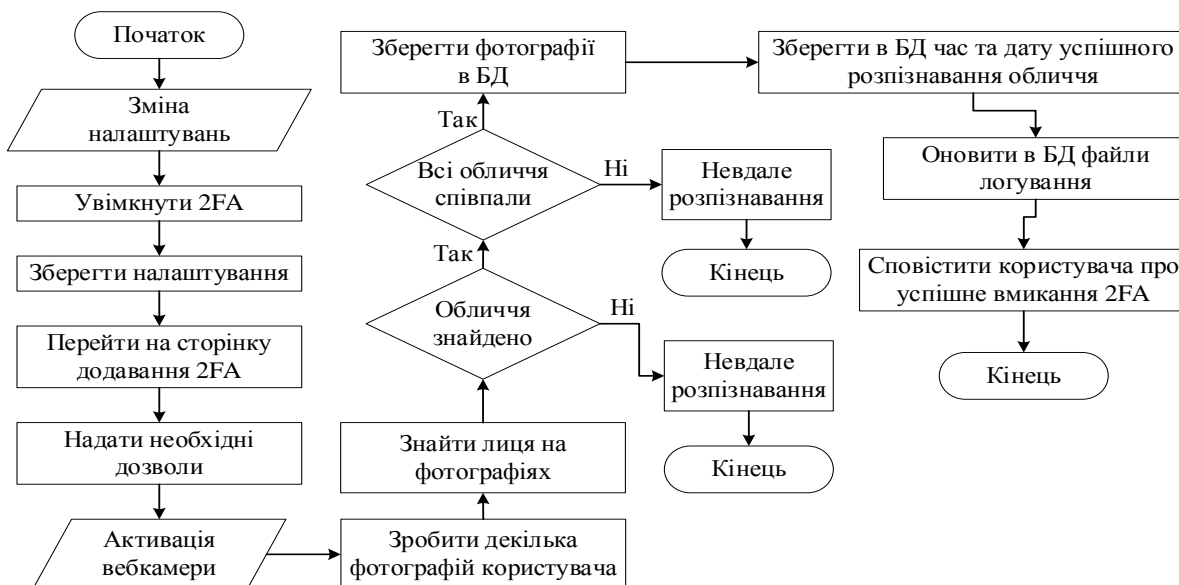 Початок
Зміна
налаштувань
Увімкнути 2FA
Зберегти налаштування
Перейти на сторінку
додавання 2FA
Надати необхідні
дозволи
Активація
вебкамери
Зробити декілька
фотографій користувача
Знайти лиця на
фотографіях
Обличчя
знайдено
Ні
Невдале
розпізнавання
Кінець
Так
Всі обличчя
співпали
Ні
Невдале
розпізнавання
Кінець
Так
Зберегти фотографії
в БД
Зберегти в БД час та дату успішного
розпізнавання обличчя
Оновити в БД файли
логування
Сповістити користувача про
успішне вмикання 2FA
Кінець